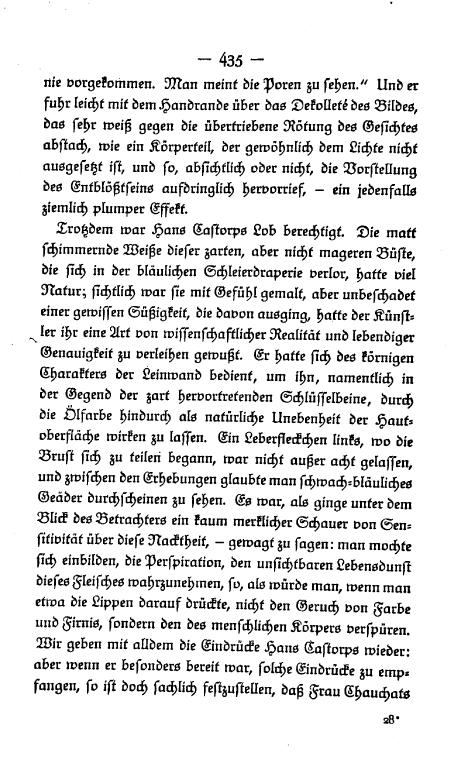 — 435 —
nie vorgekommen. Man meint die Poren zu sehen.“ Und er
fuhr leicht mit dem Handrande über das Dekolleté des Bildes,
das sehr weiß gegen die übertriebene Rötung des Gesichtes
abstach, wie ein Körperteil, der gewöhnlich dem Lichte nicht
ausgesetzt ist, und so, absichtlich oder nicht, die Vorstellung
des Entblößtseins aufdringlich hervorrief, – ein jedenfalls
ziemlich plumper Effekt.
Trotzdem war Hans Castorps Lob berechtigt. Die matt
schimmernde Weiße dieser zarten, aber nicht mageren Büste,
die sich in der bläulichen Schleierdraperie verlor, hatte viel
Natur; sichtlich war sie mit Gefühl gemalt, aber unbeschadet
einer gewissen Süßigkeit, die davon ausging, hatte der Künst-
ler ihr eine Art von wissenschaftlicher Realität und lebendiger
Genauigkeit zu verleihen gewußt. Er hatte sich des körnigen
Charakters der Leinwand bedient, um ihn, namentlich in
der Gegend der zart hervortretenden Schlüsselbeine, durch
die Ölfarbe hindurch als natürliche Unebenheit der Haut-
oberfläche wirken zu lassen. Ein Leberfleckchen links, wo die
Brust sich zu teilen begann, war nicht außer acht gelassen,
und zwischen den Erhebungen glaubte man schwach-bläuliches
Geäder durchscheinen zu sehen. Es war, als ginge unter dem
Blick des Betrachters ein kaum merklicher Schauer von Sen-
sitivität über diese Nacktheit, – gewagt zu sagen: man mochte
sich einbilden, die Perspiration, den unsichtbaren Lebensdunst
dieses Fleisches wahrzunehmen, so, als würde man, wenn man
etwa die Lippen darauf drückte, nicht den Geruch von Farbe
und Firnis, sondern den des menschlichen Körpers verspüren.
Wir geben mit alldem die Eindrücke Hans Castorps wieder:
aber wenn er besonders bereit war, solche Eindrücke zu emp-
fangen, so ist doch sachlich festzustellen, daß Frau Chauchats
28*